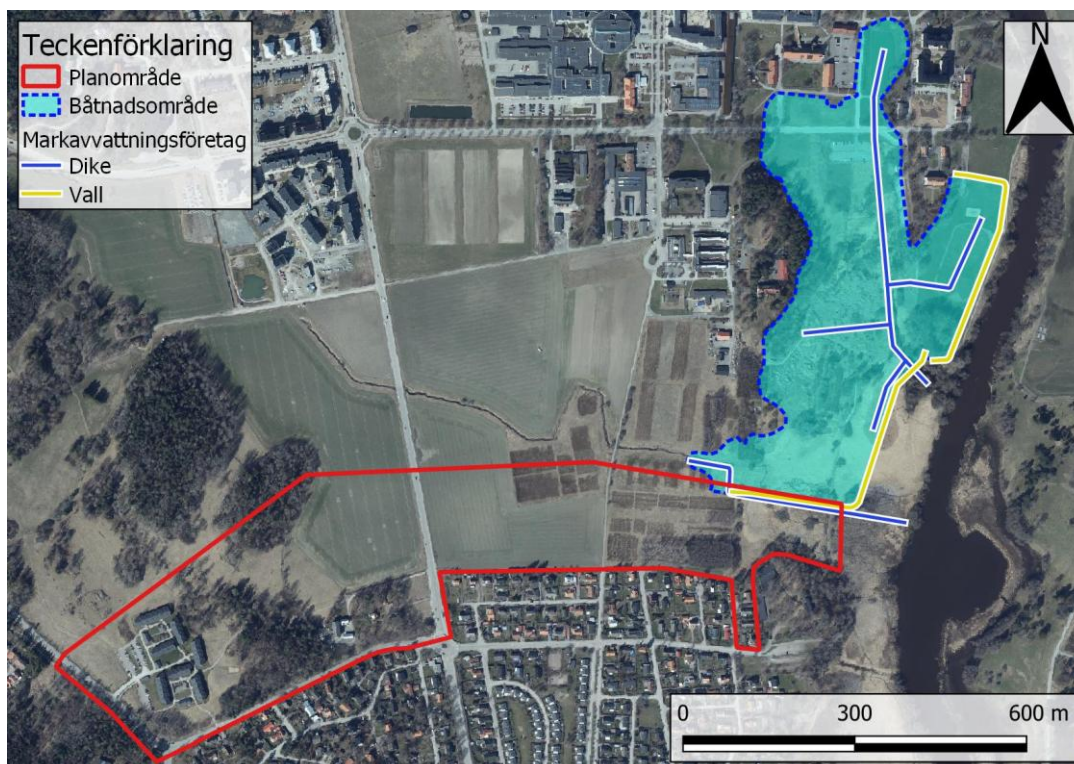 Teckenförklaring
Planområde
Båtnadsområde
Markavvattningsföretag
Dike
Vall
N
0 300 600 m